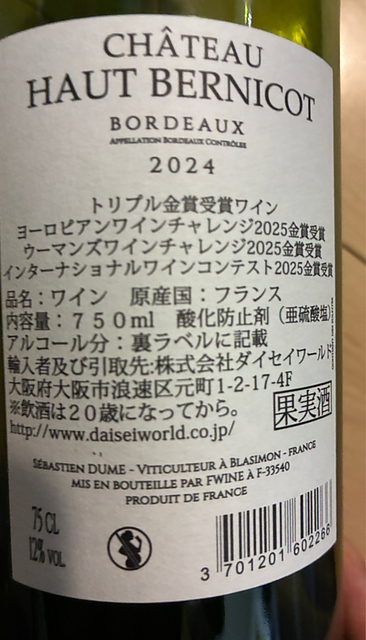 CHÂTEAU
HAUT BERNICOT
BORDEAUX
APPELLATION BORDEAUX CONTRÔLÉE
2024
トリプル金賞受賞ワイン
ヨーロピアンワインチャレンジ2025金賞受賞
ウーマンズワインチャレンジ2025金賞受賞
インターナショナルワインコンテスト2025金賞受賞
品名：ワイン 原産国：フランス
内容量：７５０ml 酸化防止剤（亜硫酸塩）
アルコール分：裏ラベルに記載
輸入者及び引取先:株式会社ダイセイワールド
大阪府大阪市浪速区元町1-2-17-4F
※飲酒は２０歳になってから。
果実酒
http://www.daiseiworld.co.jp/
SÉBASTIEN DUME - VITICULTEUR À BLASIMON - FRANCE
MIS EN BOUTEILLE PAR FWINE À F-33540
PRODUIT DE FRANCE
75 CL
12% VOL.
3 701201 602266